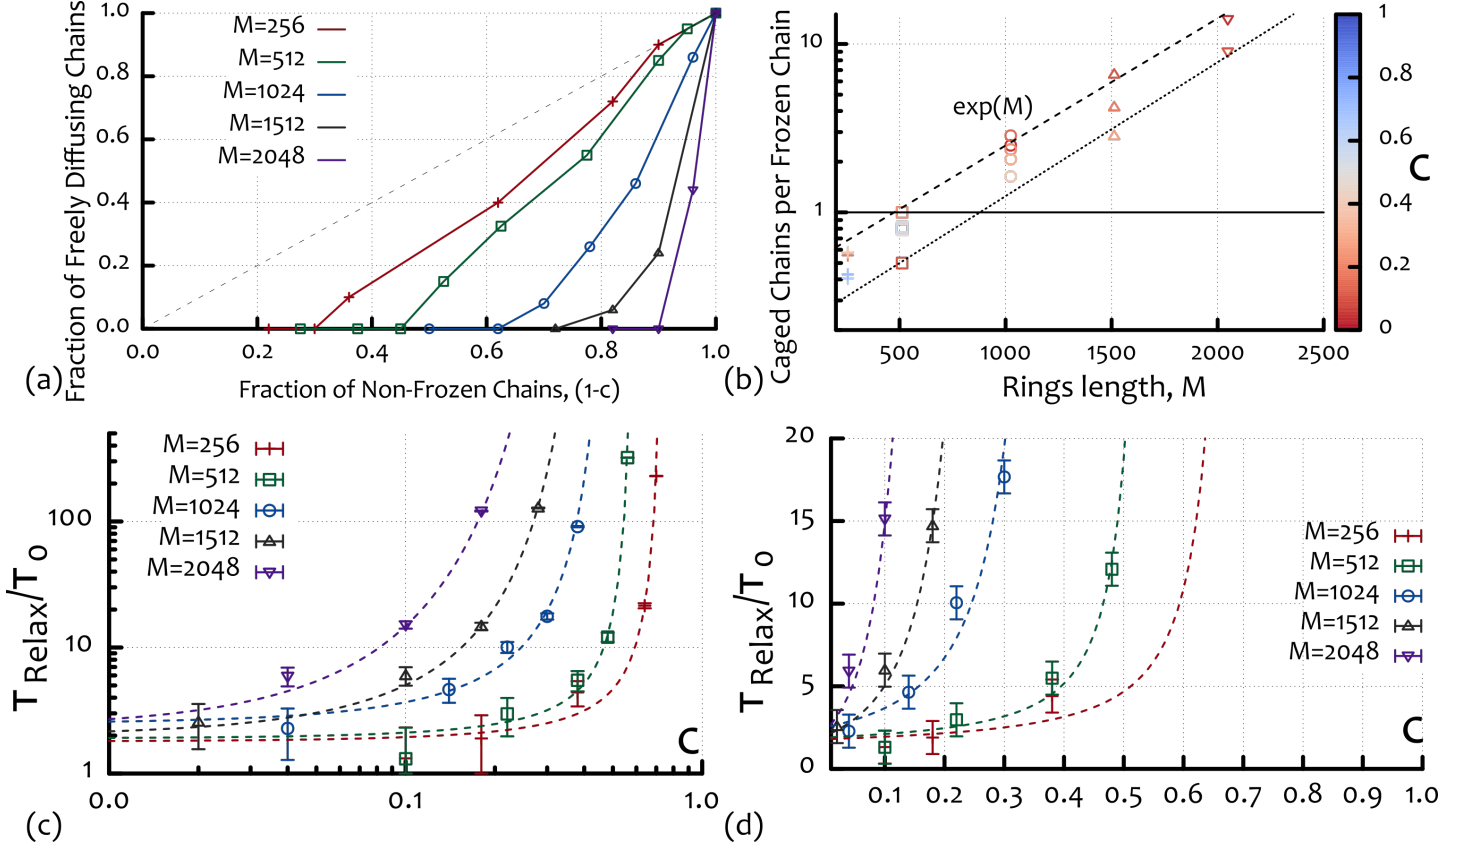 Fraction of Freely Diffusing Chains
1.0
0.8
0.6
0.4
0.2
0.0
M=256
M=512
M=1024
M=1512
M=2048
0.0 0.2 0.4 0.6 0.8 1.0
Fraction of Non-Frozen Chains, (1-c)
(a)
Caged Chains per Frozen Chain
10
1
exp(M)
500 1000 1500 2000 2500
Rings length, M
(b)
1
0.8
0.6
0.4
0.2
0
C
T Relax/T 0
100
10
1
M=256
M=512
M=1024
M=1512
M=2048
C
0.0 0.1 1.0
(c)
T Relax/T 0
20
15
10
5
0
M=256
M=512
M=1024
M=1512
M=2048
C
0.1 0.2 0.3 0.4 0.5 0.6 0.7 0.8 0.9 1.0
(d)